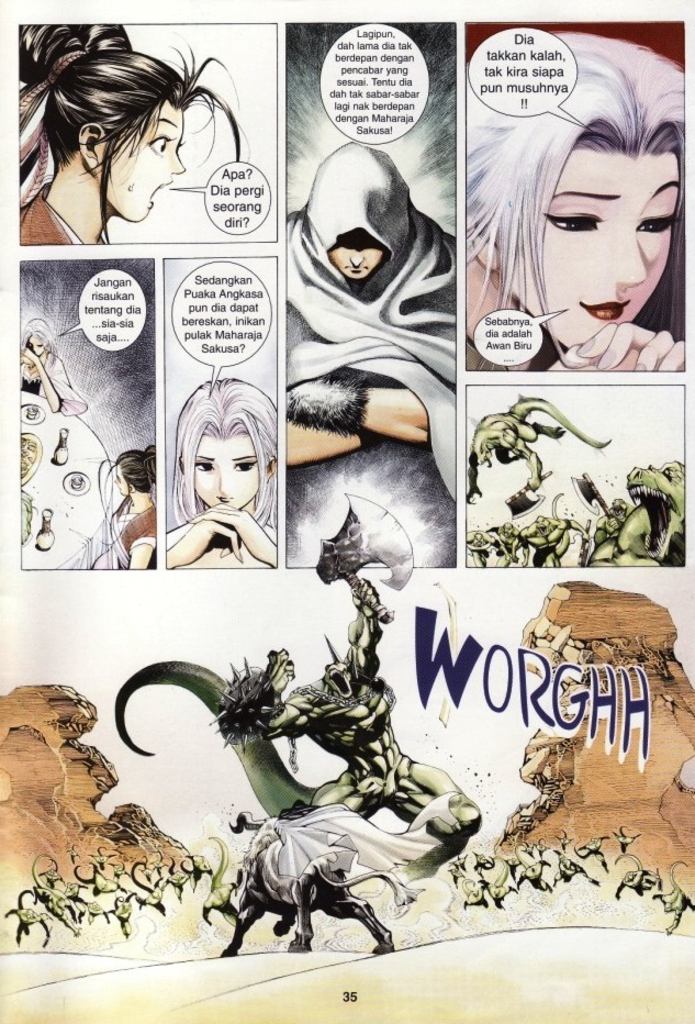 Apa?
Dia pergi
seorang
diri?
Jangan
risaukan
tentang dia
...sia-sia
saja....
Sedangkan
Puaka Angkasa
pun dia dapat
bereskan, inikan
pulak Maharaja
Sakusa?
Lagipun,
dah lama dia tak
berdepan dengan
pencabar yang
sesuai. Tentu dia
dah tak sabar-sabar
lagi nak berdepan
dengan Maharaja
Sakusa!
Dia
takkan kalah,
tak kira siapa
pun musuhnya
!!
Sebabnya,
dia adalah
Awan Biru
....
WORGHH
35